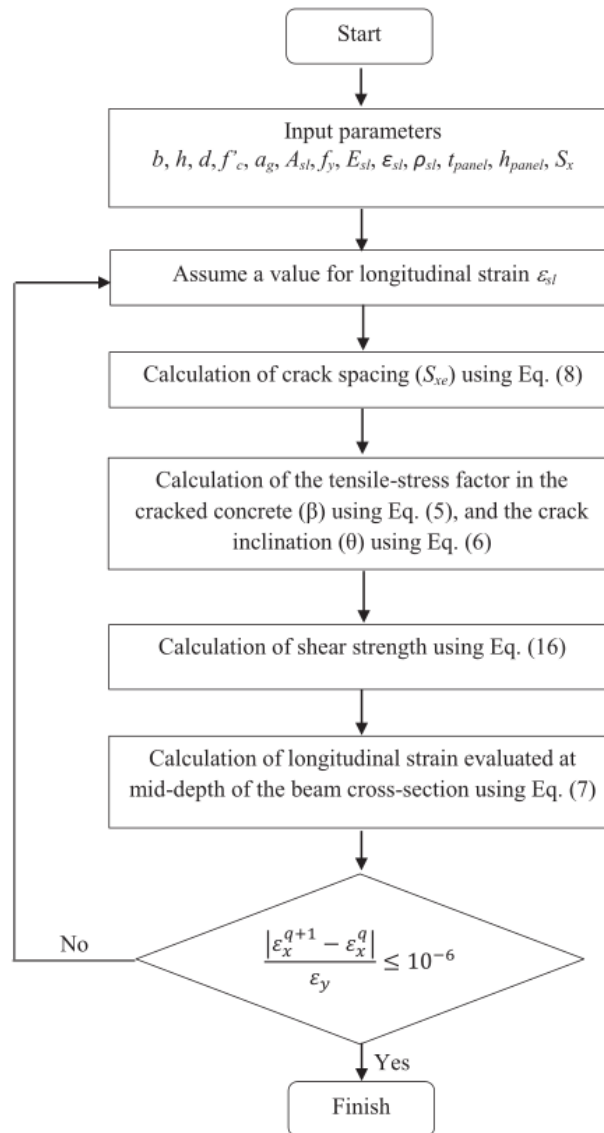 Start
Input parameters
b, h, d, f'c, ag, Asl, fy, Esl, εsl, ρsl, tpanel, hpanel, Sx
Assume a value for longitudinal strain εsl
Calculation of crack spacing (Sxe) using Eq. (8)
Calculation of the tensile-stress factor in the
cracked concrete (β) using Eq. (5), and the crack
inclination (θ) using Eq. (6)
Calculation of shear strength using Eq. (16)
Calculation of longitudinal strain evaluated at
mid-depth of the beam cross-section using Eq. (7)
No
|εx^{q+1} − εx^q| / εy ≤ 10^{-6}
Yes
Finish